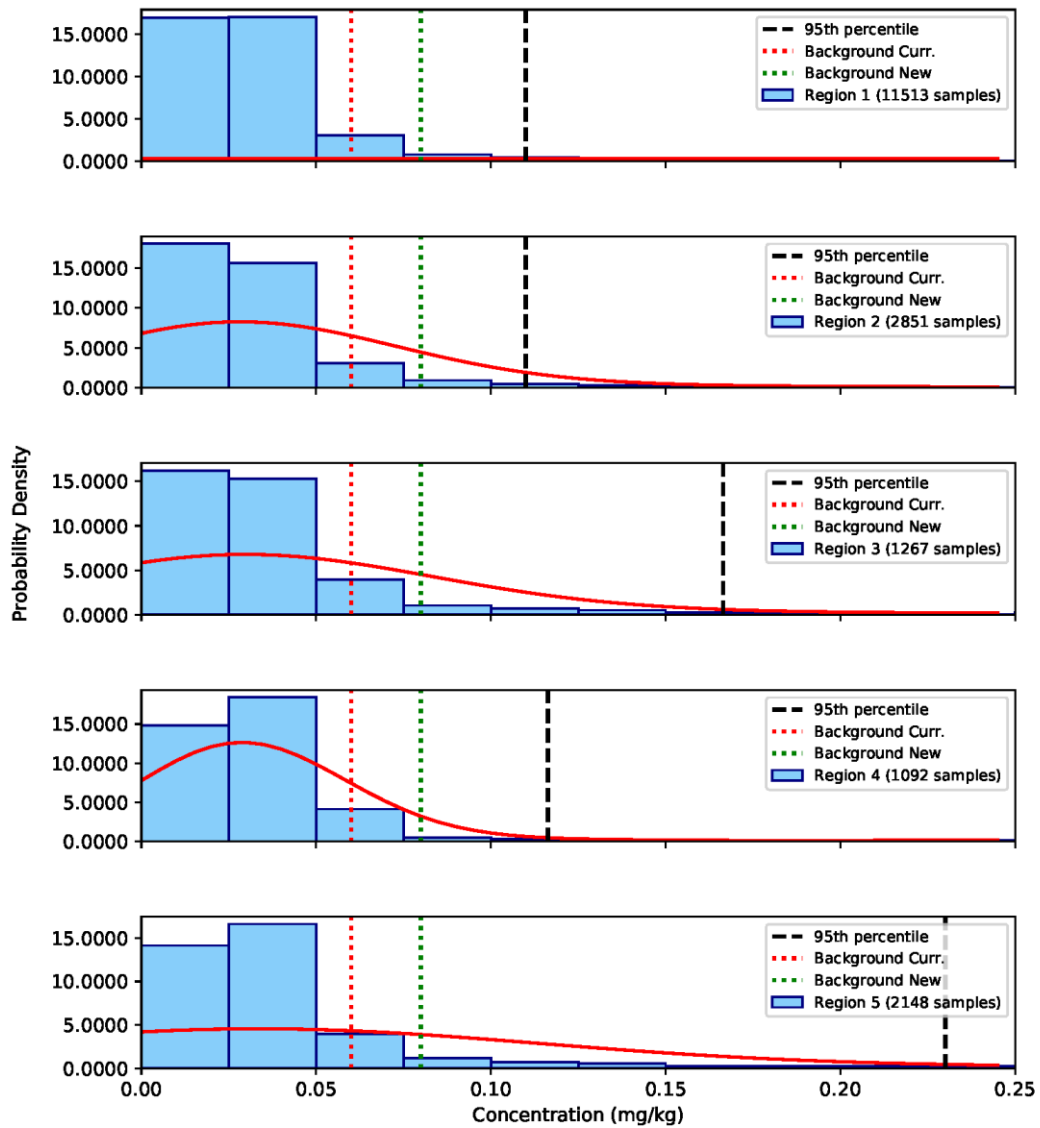 15.0000
10.0000
5.0000
0.0000
95th percentile
Background Curr.
Background New
Region 1 (11513 samples)
15.0000
10.0000
5.0000
0.0000
95th percentile
Background Curr.
Background New
Region 2 (2851 samples)
Probability Density
15.0000
10.0000
5.0000
0.0000
95th percentile
Background Curr.
Background New
Region 3 (1267 samples)
15.0000
10.0000
5.0000
0.0000
95th percentile
Background Curr.
Background New
Region 4 (1092 samples)
15.0000
10.0000
5.0000
0.0000
95th percentile
Background Curr.
Background New
Region 5 (2148 samples)
0.00 0.05 0.10 0.15 0.20 0.25
Concentration (mg/kg)